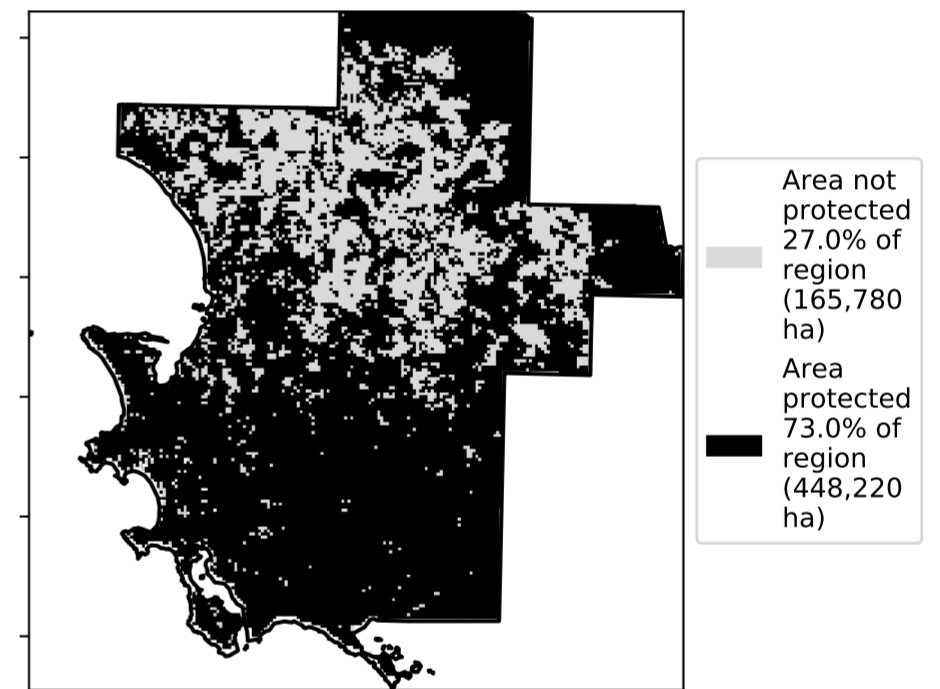 Area not
protected
27.0% of
region
(165,780
ha)
Area
protected
73.0% of
region
(448,220
ha)